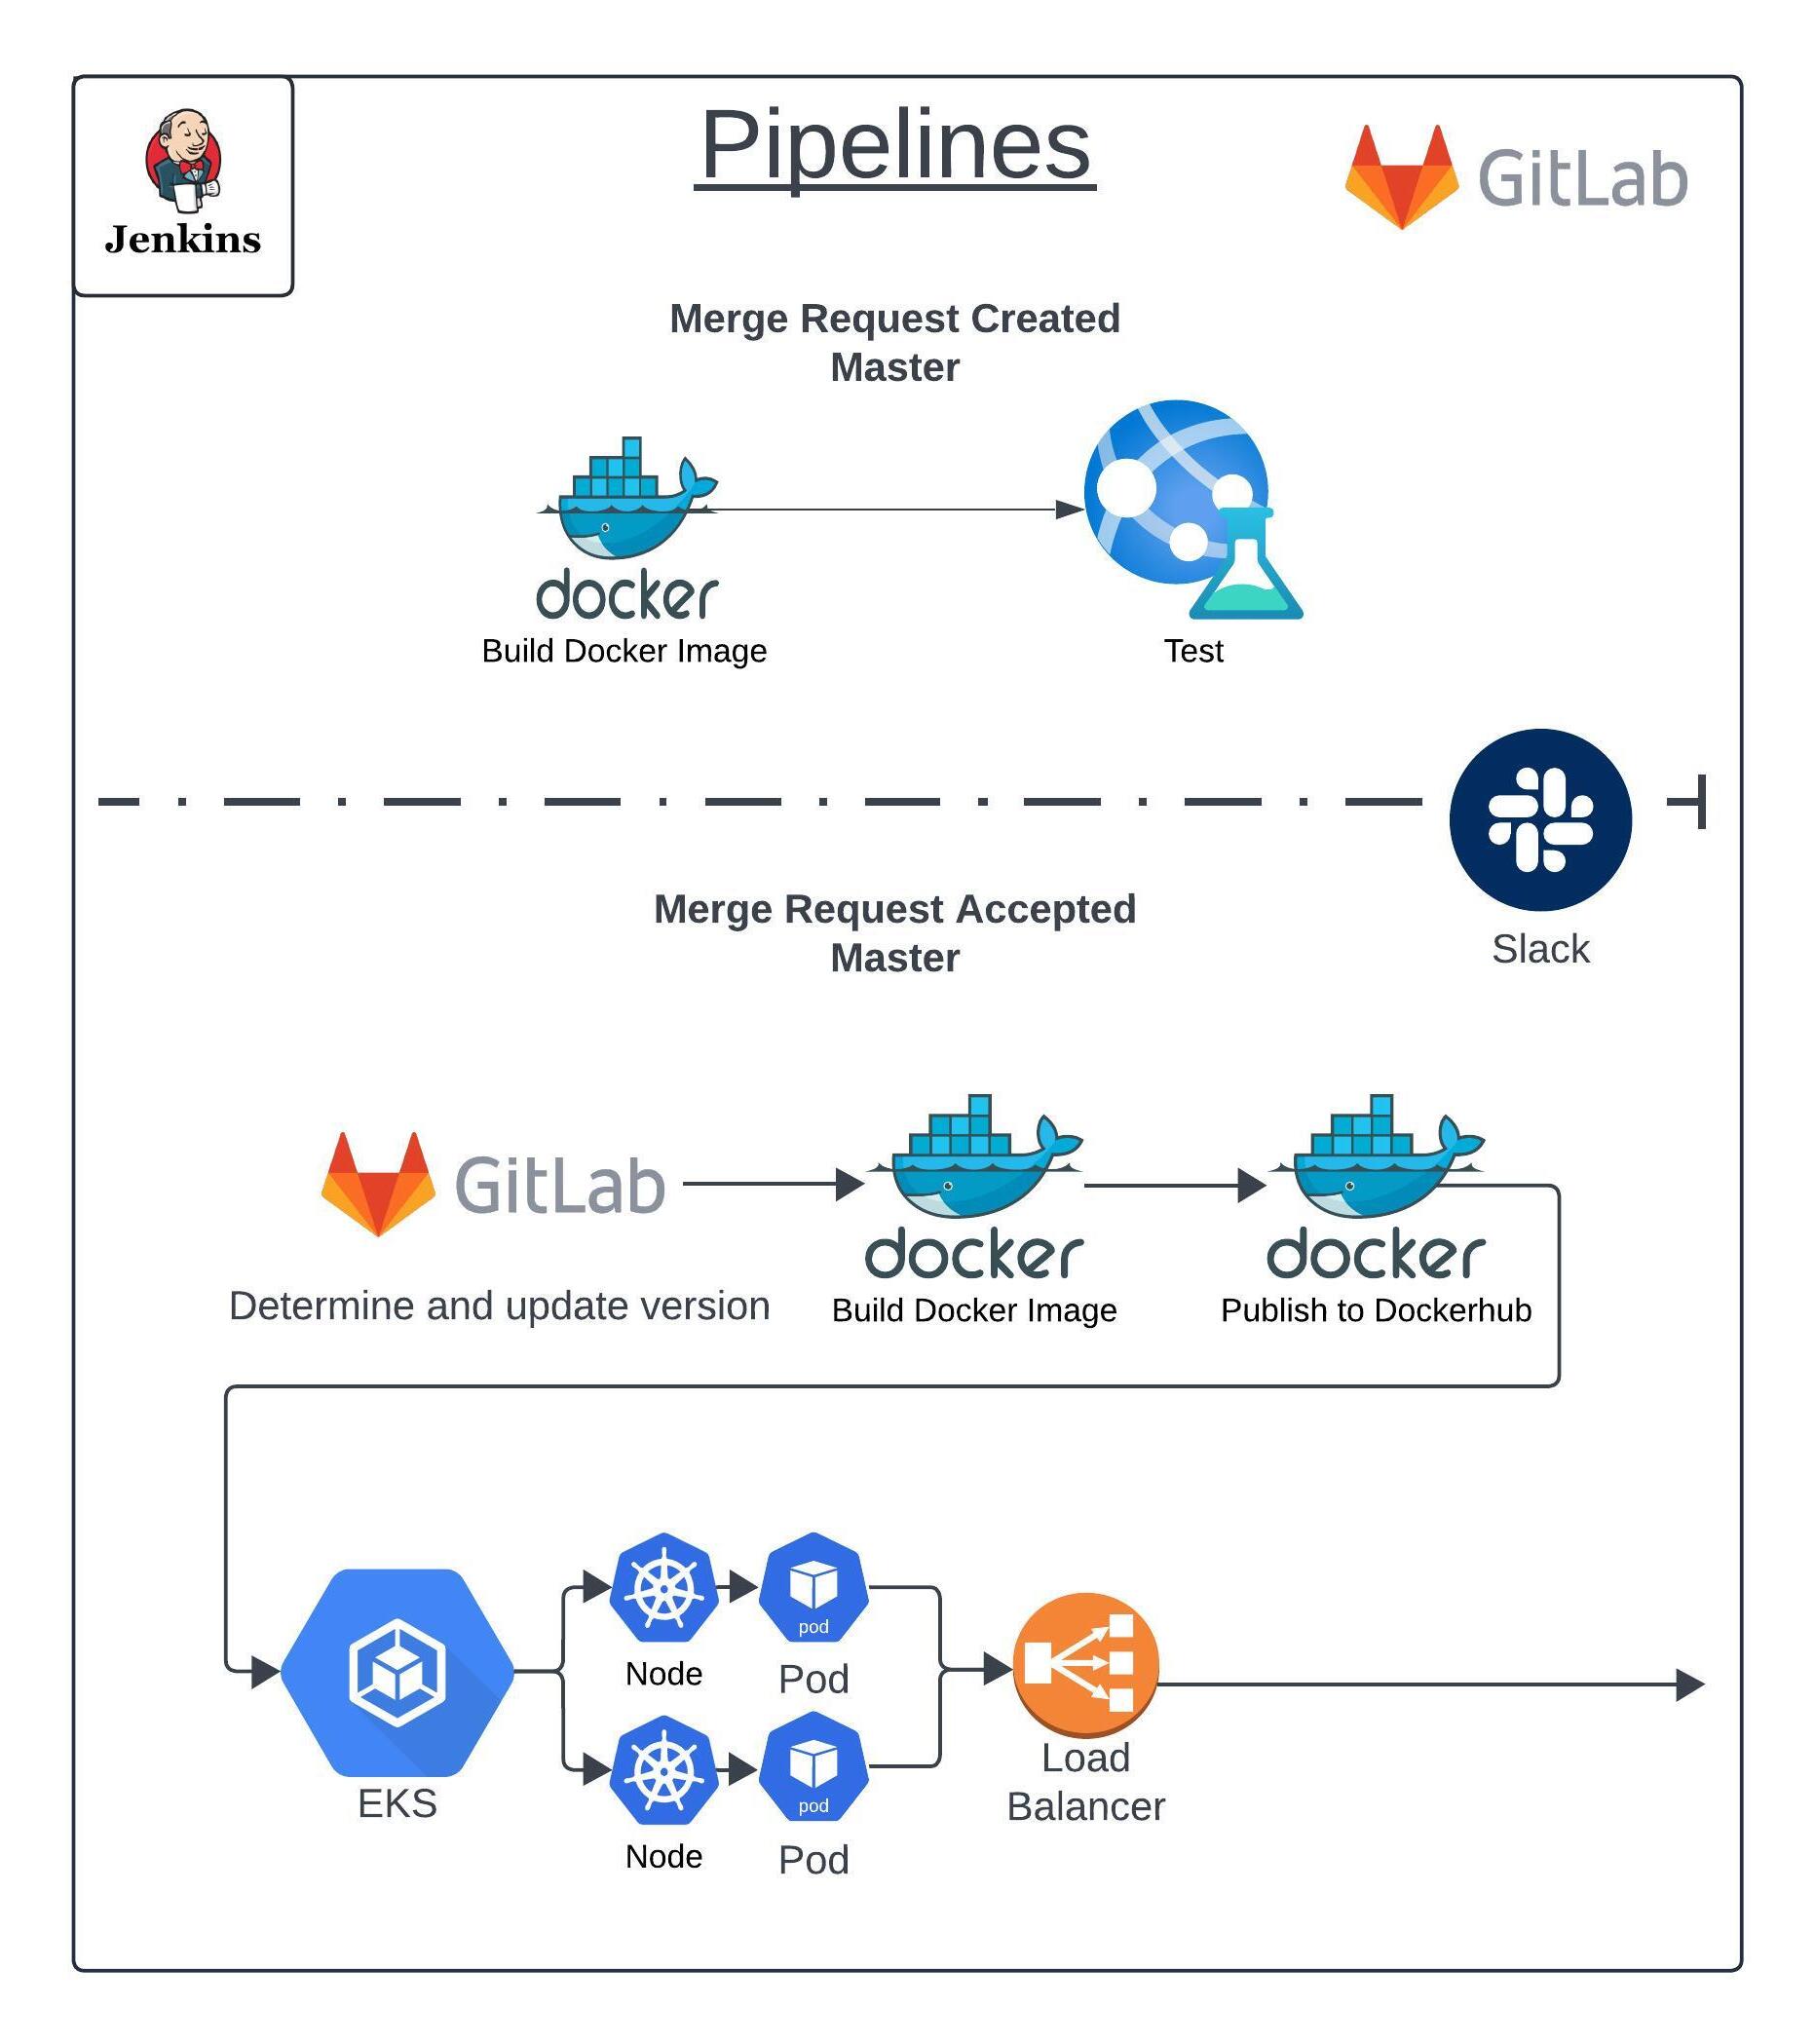 Jenkins
Pipelines
GitLab
Merge Request Created
Master
docker
Build Docker Image
Test
Slack
Merge Request Accepted
Master
GitLab
Determine and update version
docker
Build Docker Image
docker
Publish to Dockerhub
EKS
Node
pod
Pod
Node
pod
Pod
Load
Balancer